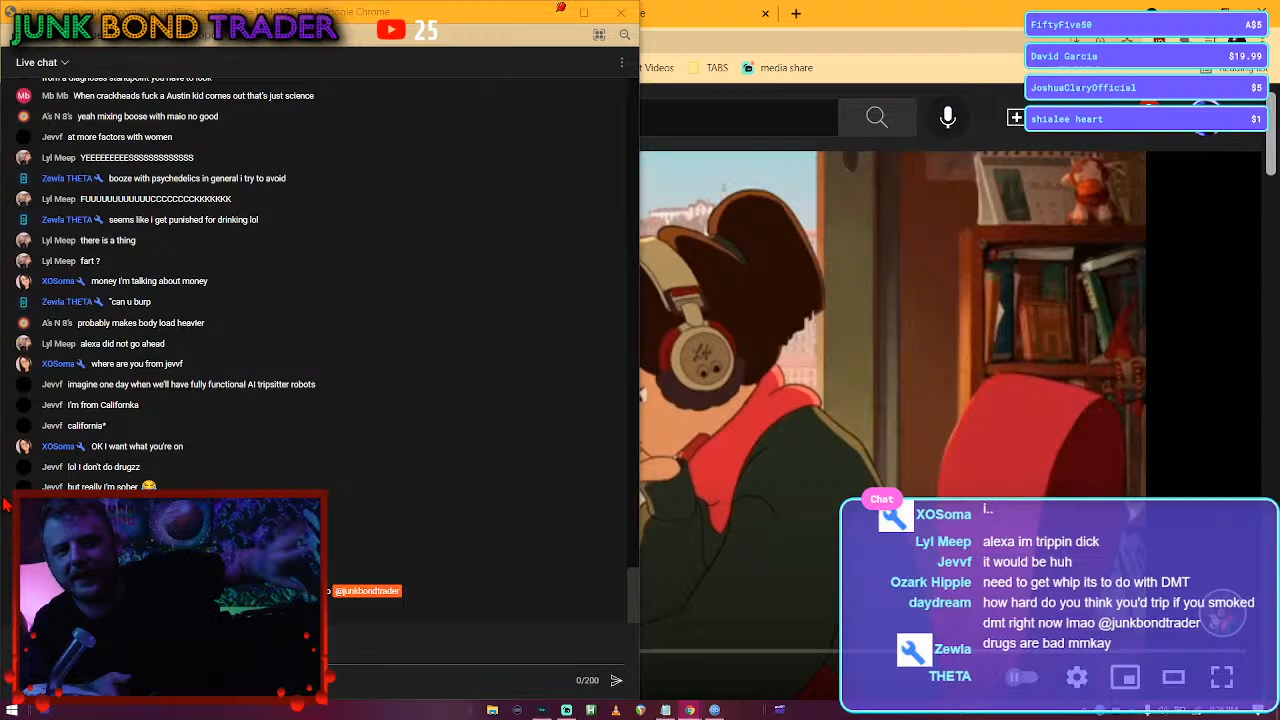 JUNK BOND TRADER
25
Google Chrome
Live chat
Mb Mb When crackheads fuck a Austin kid comes out that's just science
A's N 8's yeah mixing boose with maio no good
Jevvf at more factors with women
Lyl Meep YEEEEEEEESSSSSSSSSSSS
Zewla THETA booze with psychedelics in general i try to avoid
Lyl Meep FUUUUUUUUUUUCCCCCCCKKKKKKK
Zewla THETA seems like i get punished for drinking lol
Lyl Meep there is a thing
Lyl Meep fart ?
XOSoma money I'm talking about money
Zewla THETA "can u burp
A's N 8's probably makes body load heavier
Lyl Meep alexa did not go ahead
XOSoma where are you from jevvf
Jevvf imagine one day when we'll have fully functional AI tripsitter robots
Jevvf I'm from Californka
Jevvf california*
XOSoma OK I want what you're on
Jevvf lol I don't do drugzz
Jevvf but really I'm sober
@junkbondtrader
0/200
t Videos
TABS
media share
FiftyFive50 A$5
David Garcia $19.99
JoshuaClaryOfficial $5
shialee heart $1
Chat
XOSoma i..
Lyl Meep alexa im trippin dick
Jevvf it would be huh
Ozark Hippie need to get whip its to do with DMT
daydream how hard do you think you'd trip if you smoked
dmt right now lmao @junkbondtrader
Zewla THETA drugs are bad mmkay